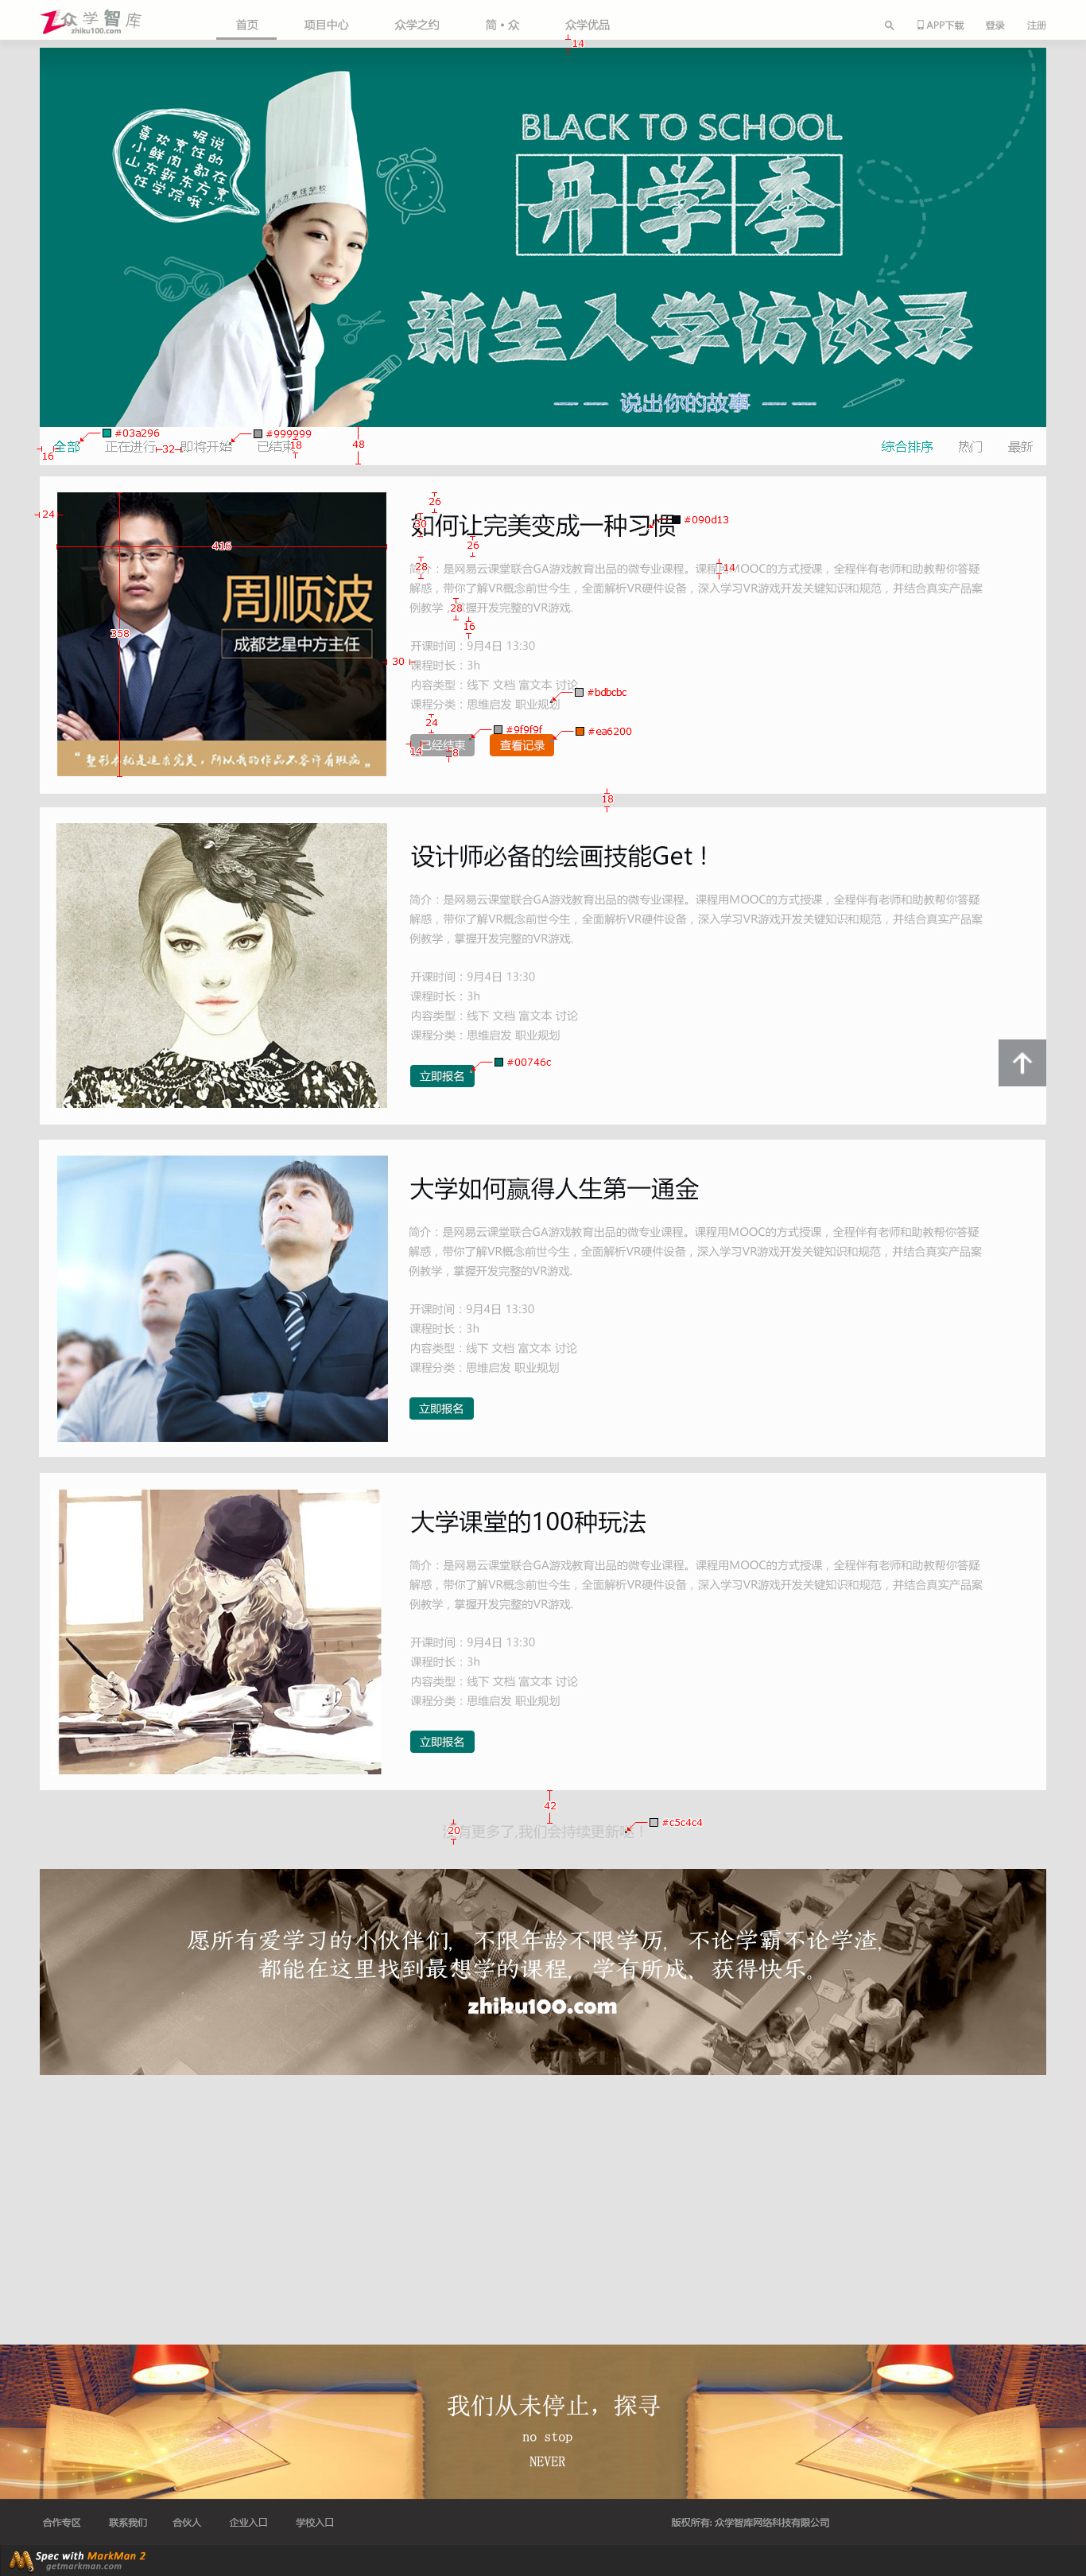 众学智库
zhiku100.com
首页 项目中心 众学之约 简·众 众学优品
APP下载 登录 注册
14
据说
喜欢烹饪的
小鲜肉,都在
山东新东方烹
饪学院哦~
BLACK TO SCHOOL
开学季
新生入学访谈录
说出你的故事
#03a296 #999999
全部 正在进行 32 即将开始 已结束 18 48 综合排序 热门 最新
16
24
416
358
周顺波
成都艺星中方主任
“整形不就是追求完美,所以我的作品不容许有瑕疵”
26
30
如何让完美变成一种习惯 #090d13
26
28 14
简介：是网易云课堂联合GA游戏教育出品的微专业课程。课程用MOOC的方式授课，全程伴有老师和助教帮你答疑
解惑，带你了解VR概念前世今生，全面解析VR硬件设备，深入学习VR游戏开发关键知识和规范，并结合真实产品案
例教学，掌握开发完整的VR游戏.
28
16
开课时间：9月4日 13:30
30 课程时长：3h
内容类型：线下 文档 富文本 讨论
课程分类：思维启发 职业规划 #bdbcbc
24
#9f9f9f #ea6200
已经结束 查看记录
14 8
18
设计师必备的绘画技能Get！
简介：是网易云课堂联合GA游戏教育出品的微专业课程。课程用MOOC的方式授课，全程伴有老师和助教帮你答疑
解惑，带你了解VR概念前世今生，全面解析VR硬件设备，深入学习VR游戏开发关键知识和规范，并结合真实产品案
例教学，掌握开发完整的VR游戏.
开课时间：9月4日 13:30
课程时长：3h
内容类型：线下 文档 富文本 讨论
课程分类：思维启发 职业规划
#00746c
立即报名
大学如何赢得人生第一通金
简介：是网易云课堂联合GA游戏教育出品的微专业课程。课程用MOOC的方式授课，全程伴有老师和助教帮你答疑
解惑，带你了解VR概念前世今生，全面解析VR硬件设备，深入学习VR游戏开发关键知识和规范，并结合真实产品案
例教学，掌握开发完整的VR游戏.
开课时间：9月4日 13:30
课程时长：3h
内容类型：线下 文档 富文本 讨论
课程分类：思维启发 职业规划
立即报名
大学课堂的100种玩法
简介：是网易云课堂联合GA游戏教育出品的微专业课程。课程用MOOC的方式授课，全程伴有老师和助教帮你答疑
解惑，带你了解VR概念前世今生，全面解析VR硬件设备，深入学习VR游戏开发关键知识和规范，并结合真实产品案
例教学，掌握开发完整的VR游戏.
开课时间：9月4日 13:30
课程时长：3h
内容类型：线下 文档 富文本 讨论
课程分类：思维启发 职业规划
立即报名
42
#c5c4c4
20
没有更多了,我们会持续更新哒！
愿所有爱学习的小伙伴们，不限年龄不限学历，不论学霸不论学渣，
都能在这里找到最想学的课程，学有所成、获得快乐。
zhiku100.com
我们从未停止，探寻
no stop
NEVER
合作专区 联系我们 合伙人 企业入口 学校入口 版权所有: 众学智库网络科技有限公司
Spec with MarkMan 2
getmarkman.com